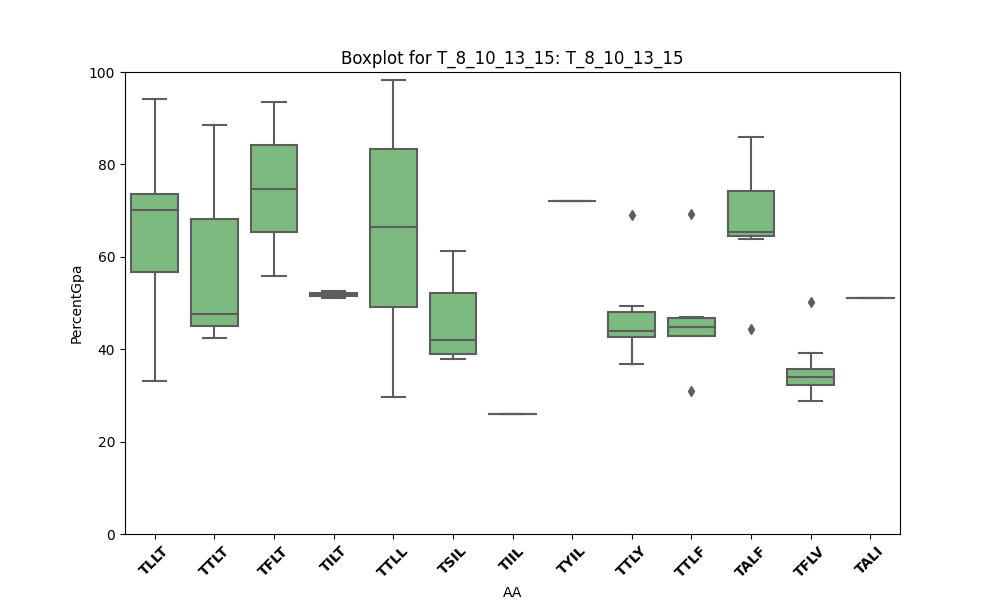 Boxplot for T_8_10_13_15: T_8_10_13_15
100
80
60
40
20
0
PercentGpa
TLLT TTLT TFLT TILT TTLL TSIL TIIL TYIL TTLY TTLF TALF TFLV TALI
AA